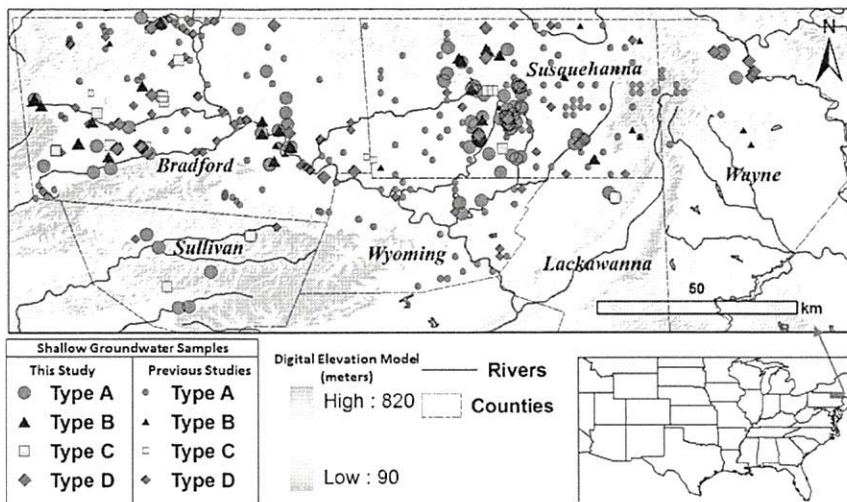 N
Susquehanna
Bradford
Wayne
Sullivan
Wyoming
Lackawanna
50
km
Shallow Groundwater Samples
This Study
Previous Studies
Type A
Type A
Type B
Type B
Type C
Type C
Type D
Type D
Digital Elevation Model
(meters)
High : 820
Low : 90
Rivers
Counties